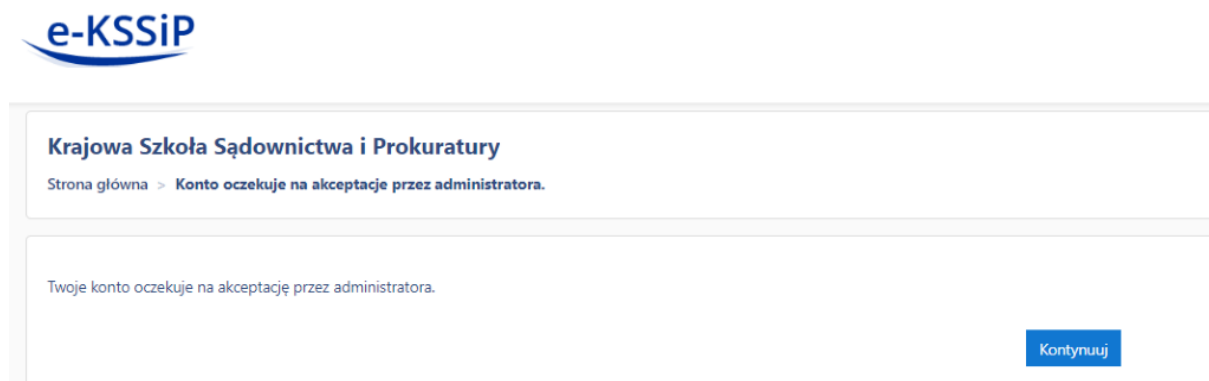 e-KSSiP
Krajowa Szkoła Sądownictwa i Prokuratury
Strona główna > Konto oczekuje na akceptacje przez administratora.
Twoje konto oczekuje na akceptację przez administratora.
Kontynuuj